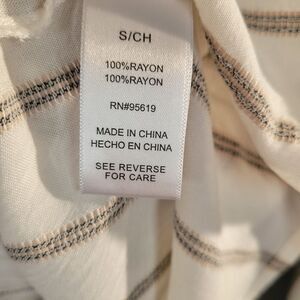 S/CH
100%RAYON
100%RAYON
RN#95619
MADE IN CHINA
HECHO EN CHINA
SEE REVERSE
FOR CARE